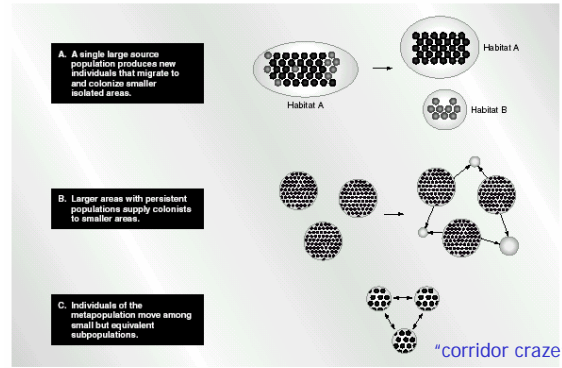 A. A single large source
population produces new
individuals that migrate to
and colonize smaller
isolated areas.
Habitat A
Habitat A
Habitat B
B. Larger areas with persistent
populations supply colonists
to smaller areas.
C. Individuals of the
metapopulation move among
small but equivalent
subpopulations.
"corridor craze